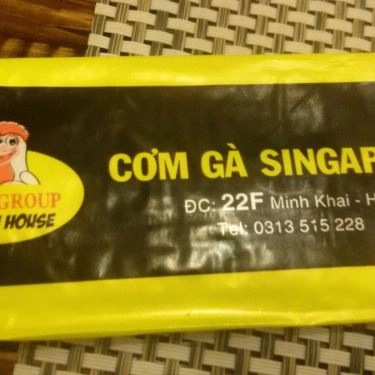 GROUP
HOUSE
CƠM GÀ SINGAP
ĐC: 22F Minh Khai - H
Tel: 0313 515 228